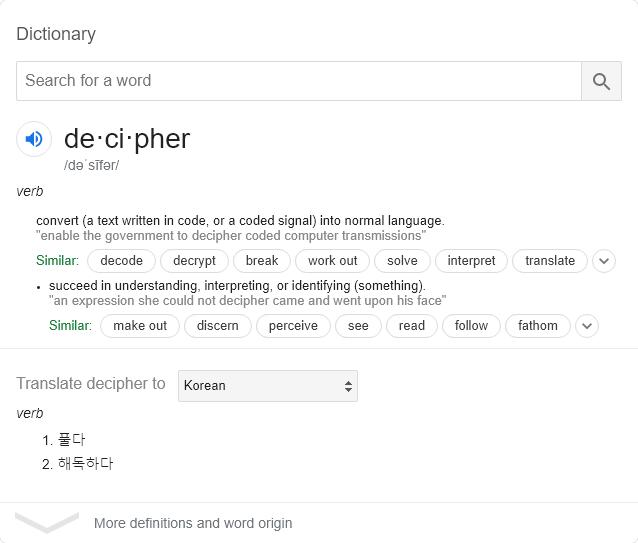 Dictionary
Search for a word
de·ci·pher
/dəˈsīfər/
verb
convert (a text written in code, or a coded signal) into normal language.
"enable the government to decipher coded computer transmissions"
Similar: decode decrypt break work out solve interpret translate
• succeed in understanding, interpreting, or identifying (something).
"an expression she could not decipher came and went upon his face"
Similar: make out discern perceive see read follow fathom
Translate decipher to Korean
verb
1. 풀다
2. 해독하다
More definitions and word origin